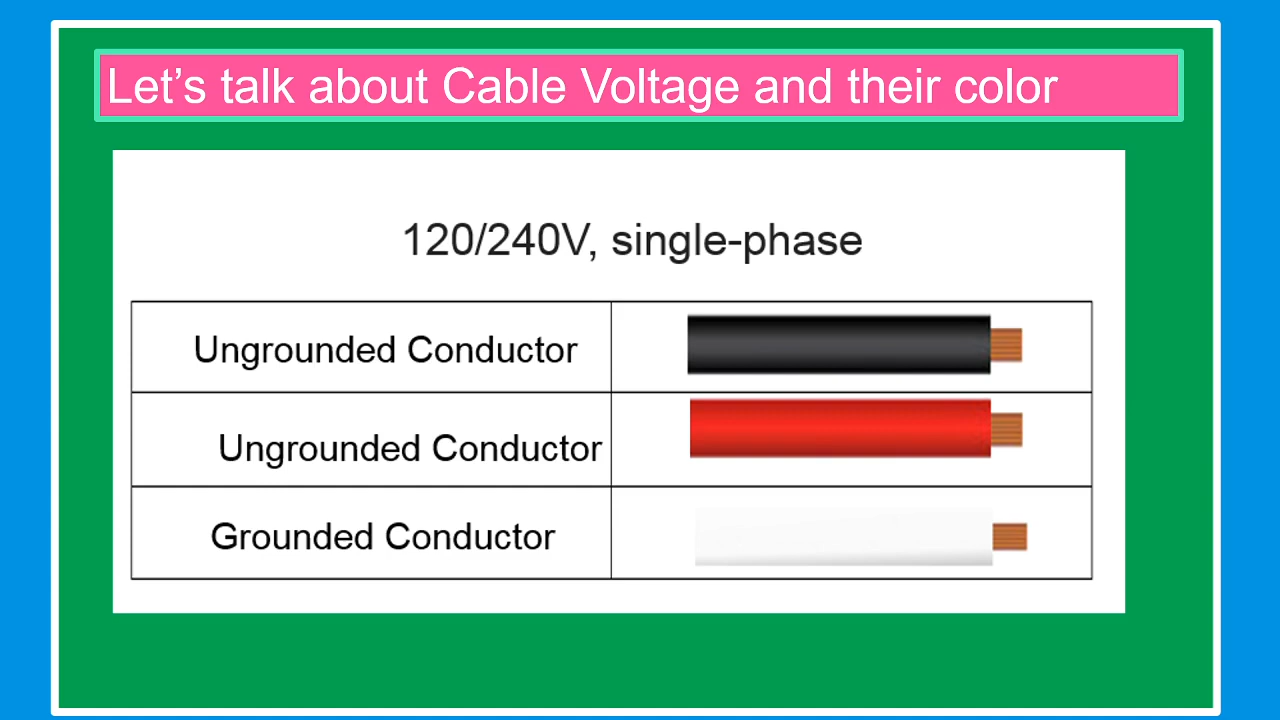 Let’s talk about Cable Voltage and their color
120/240V, single-phase
Ungrounded Conductor
Ungrounded Conductor
Grounded Conductor